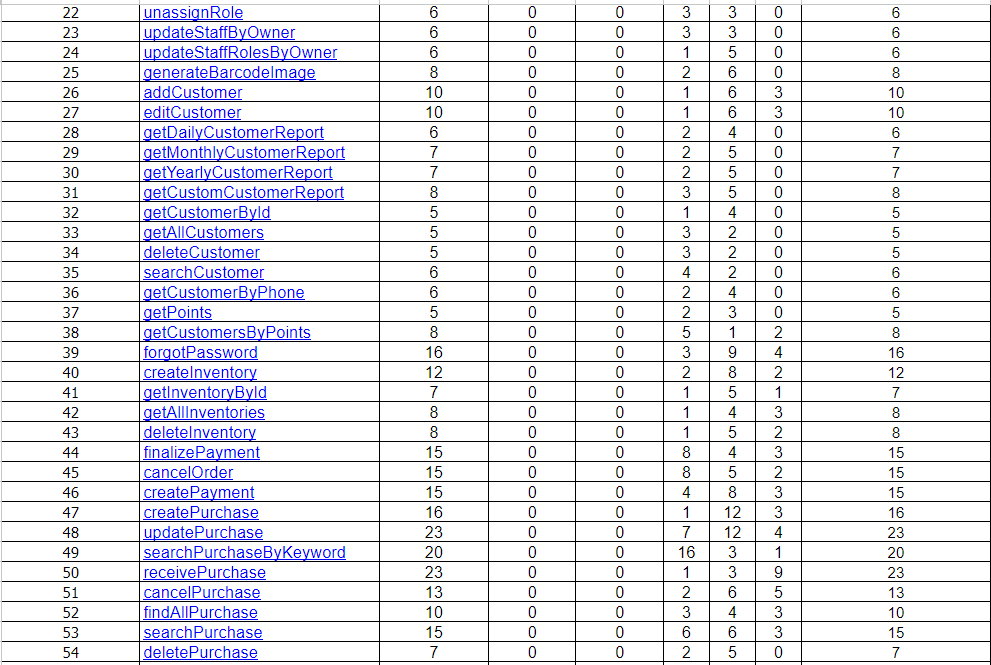 22 unassignRole 6 0 0 3 3 0 6
23 updateStaffByOwner 6 0 0 3 3 0 6
24 updateStaffRolesByOwner 6 0 0 1 5 0 6
25 generateBarcodeImage 8 0 0 2 6 0 8
26 addCustomer 10 0 0 1 6 3 10
27 editCustomer 10 0 0 1 6 3 10
28 getDailyCustomerReport 6 0 0 2 4 0 6
29 getMonthlyCustomerReport 7 0 0 2 5 0 7
30 getYearlyCustomerReport 7 0 0 2 5 0 7
31 getCustomCustomerReport 8 0 0 3 5 0 8
32 getCustomerById 5 0 0 1 4 0 5
33 getAllCustomers 5 0 0 3 2 0 5
34 deleteCustomer 5 0 0 3 2 0 5
35 searchCustomer 6 0 0 4 2 0 6
36 getCustomerByPhone 6 0 0 2 4 0 6
37 getPoints 5 0 0 2 3 0 5
38 getCustomersByPoints 8 0 0 5 1 2 8
39 forgotPassword 16 0 0 3 9 4 16
40 createInventory 12 0 0 2 8 2 12
41 getInventoryById 7 0 0 1 5 1 7
42 getAllInventories 8 0 0 1 4 3 8
43 deleteInventory 8 0 0 1 5 2 8
44 finalizePayment 15 0 0 8 4 3 15
45 cancelOrder 15 0 0 8 5 2 15
46 createPayment 15 0 0 4 8 3 15
47 createPurchase 16 0 0 1 12 3 16
48 updatePurchase 23 0 0 7 12 4 23
49 searchPurchaseByKeyword 20 0 0 16 3 1 20
50 receivePurchase 23 0 0 1 3 9 23
51 cancelPurchase 13 0 0 2 6 5 13
52 findAllPurchase 10 0 0 3 4 3 10
53 searchPurchase 15 0 0 6 6 3 15
54 deletePurchase 7 0 0 2 5 0 7